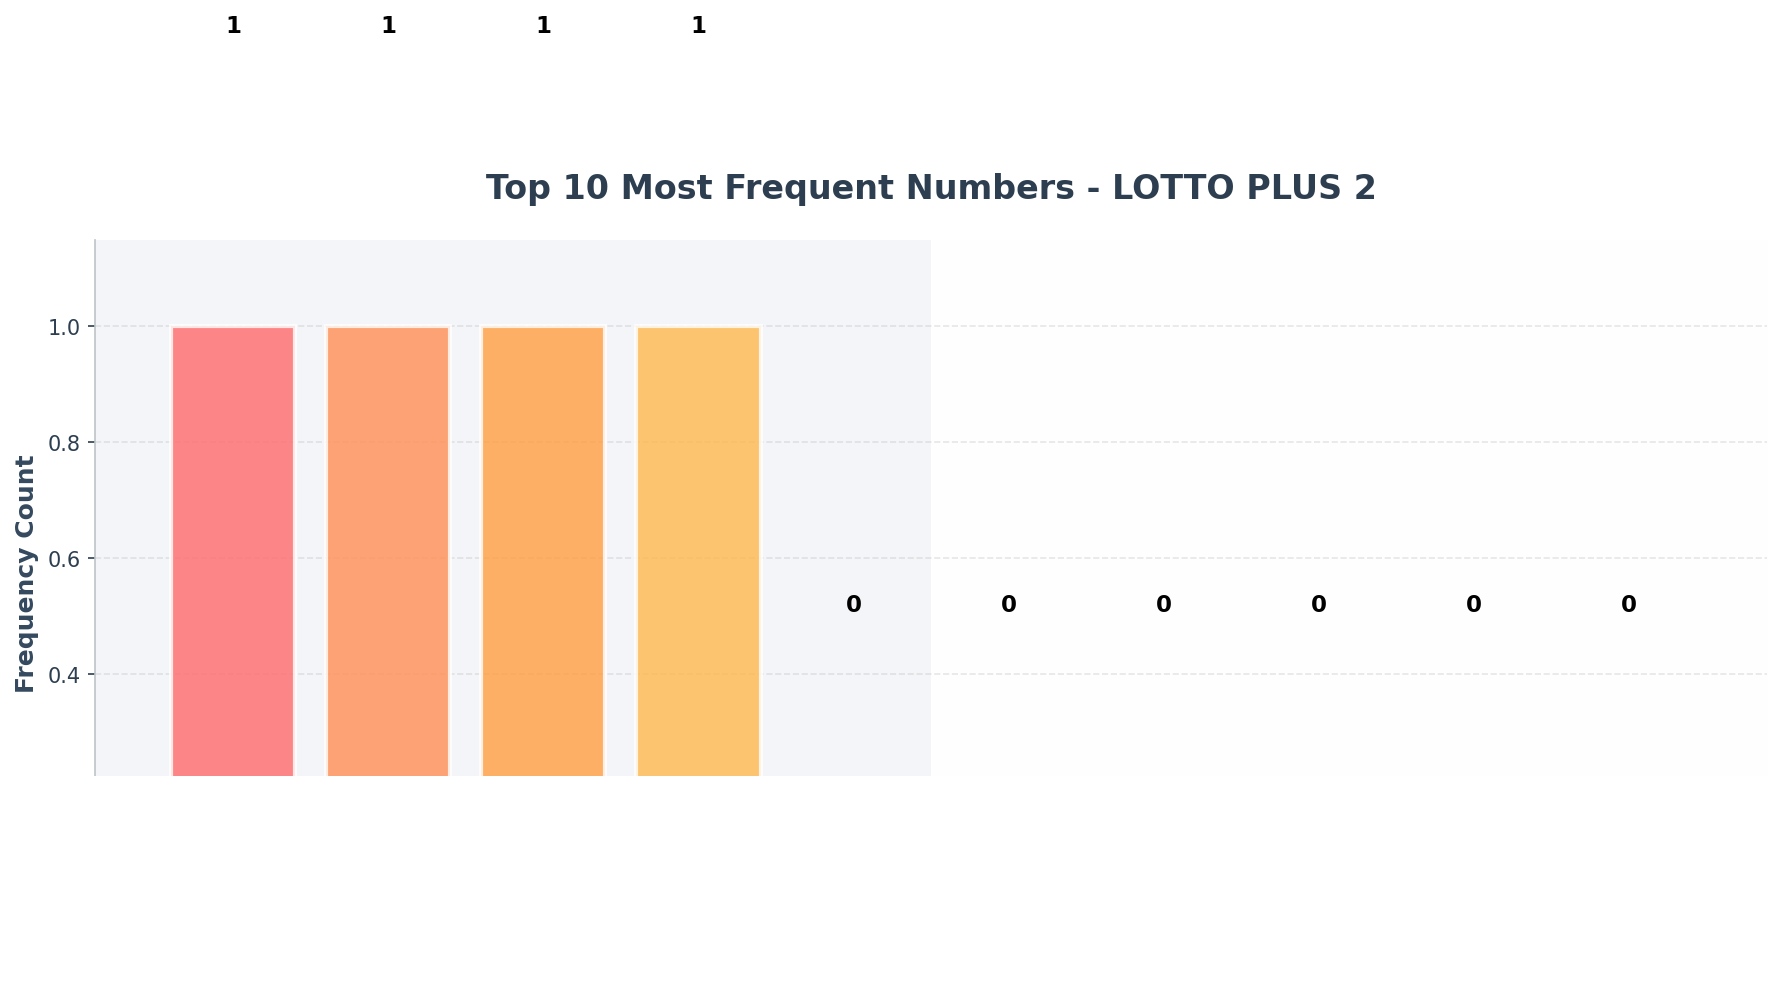 1 1 1 1
Top 10 Most Frequent Numbers - LOTTO PLUS 2
1.0
0.8
0.6
0 0 0 0 0 0
0.4
Frequency Count